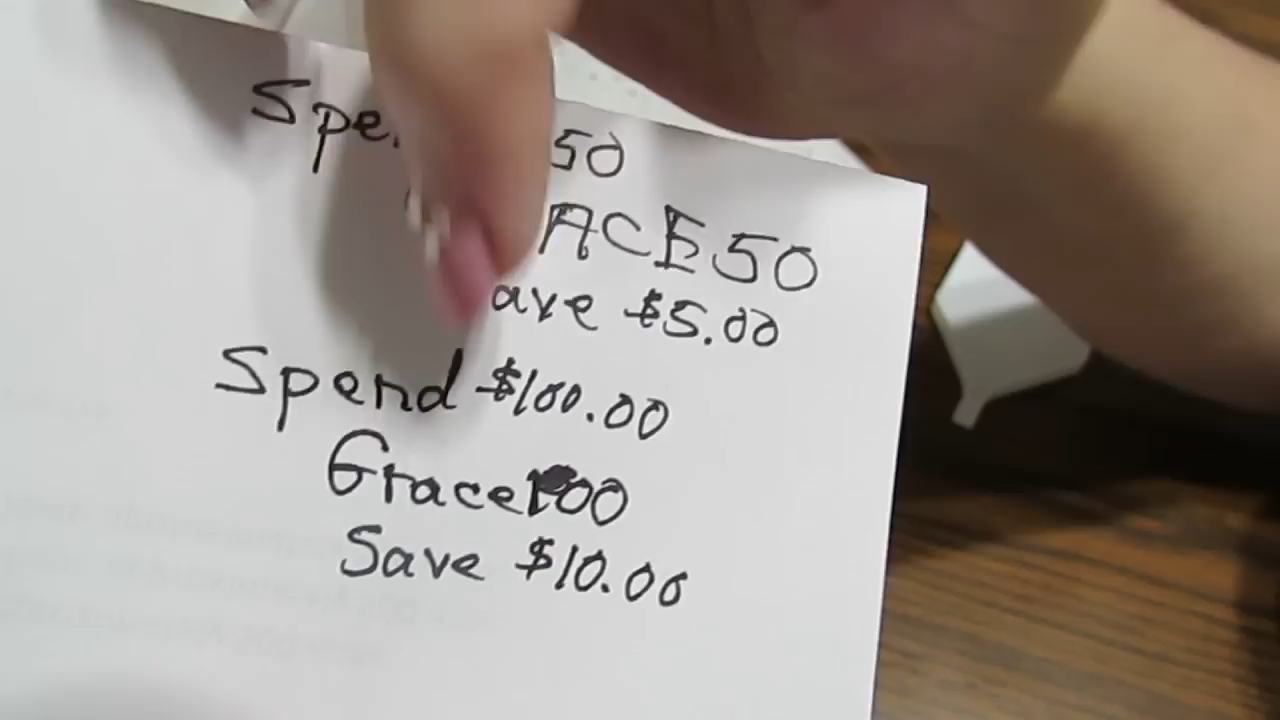 50
ACE50
ave $5.00
Spend $100.00
Grace100
Save $10.00